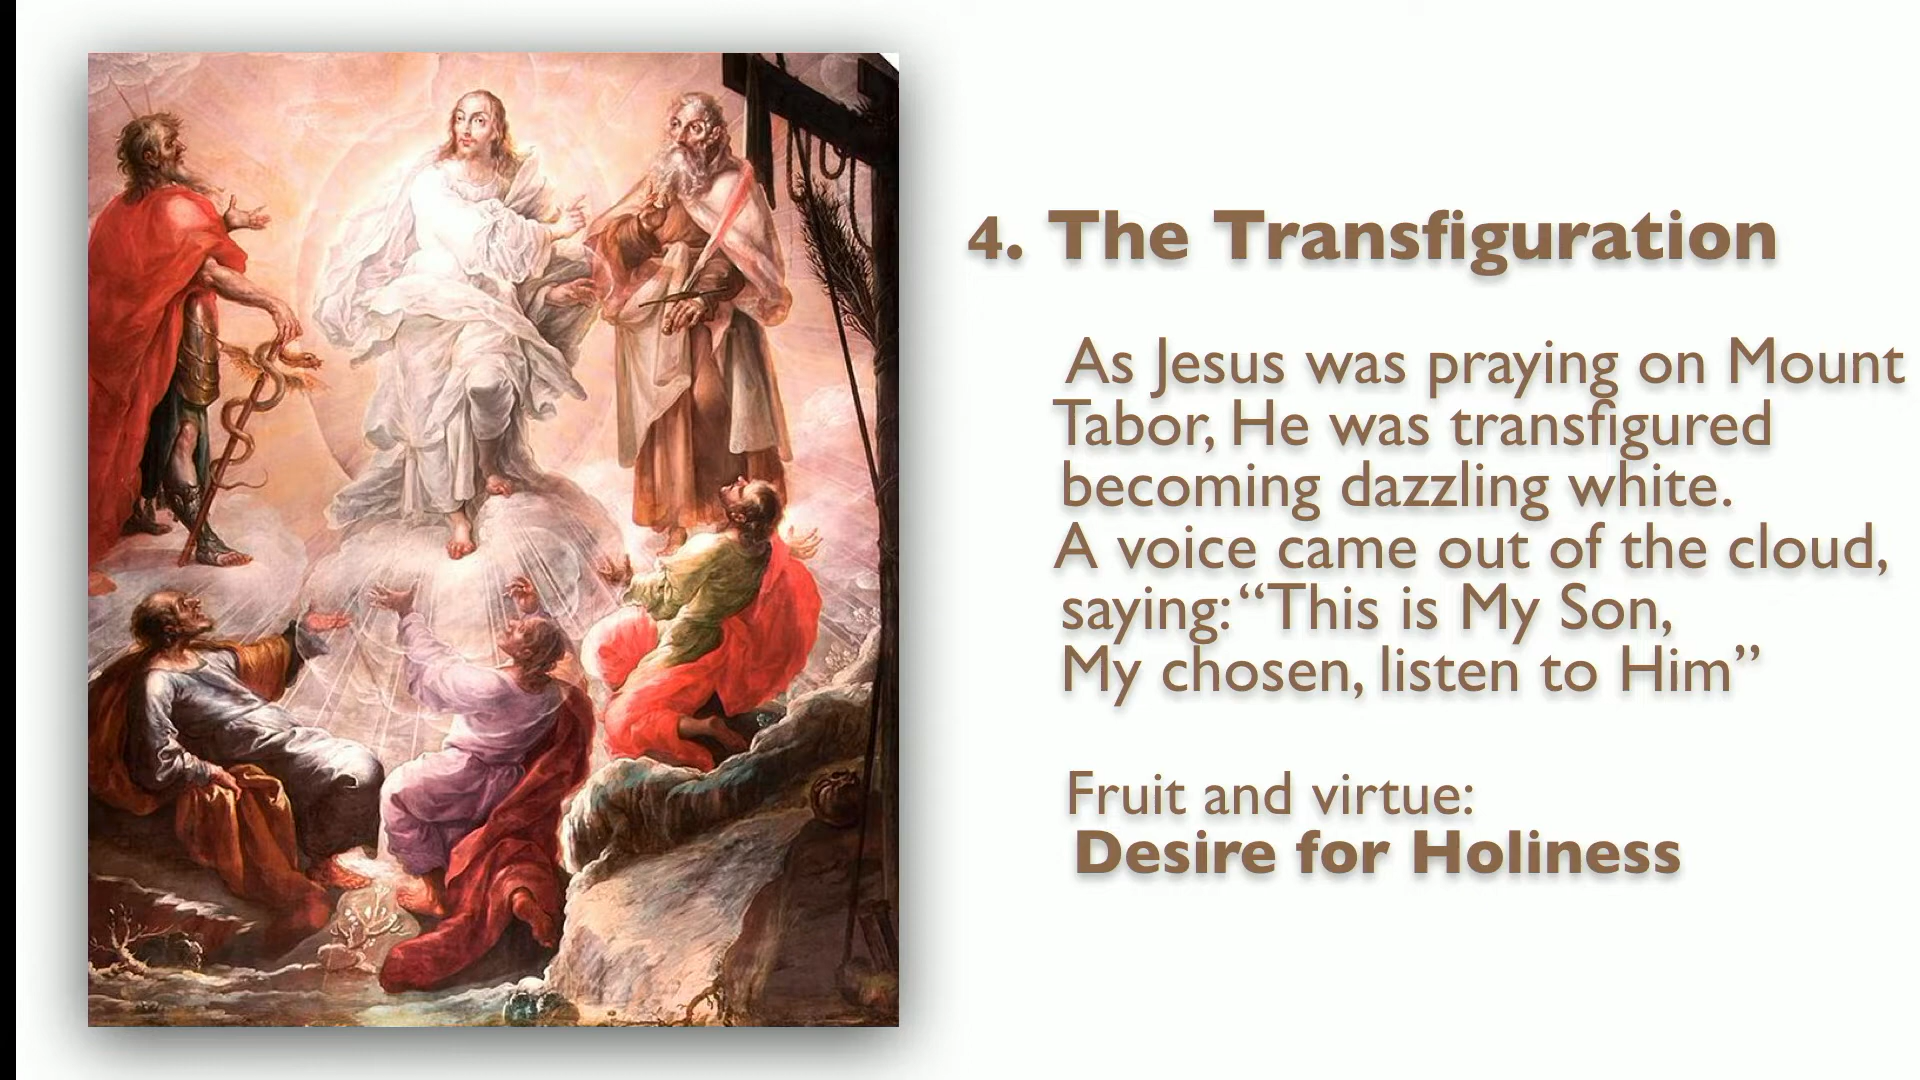 4. The Transfiguration
As Jesus was praying on Mount
Tabor, He was transfigured
becoming dazzling white.
A voice came out of the cloud,
saying: “This is My Son,
My chosen, listen to Him”
Fruit and virtue:
Desire for Holiness